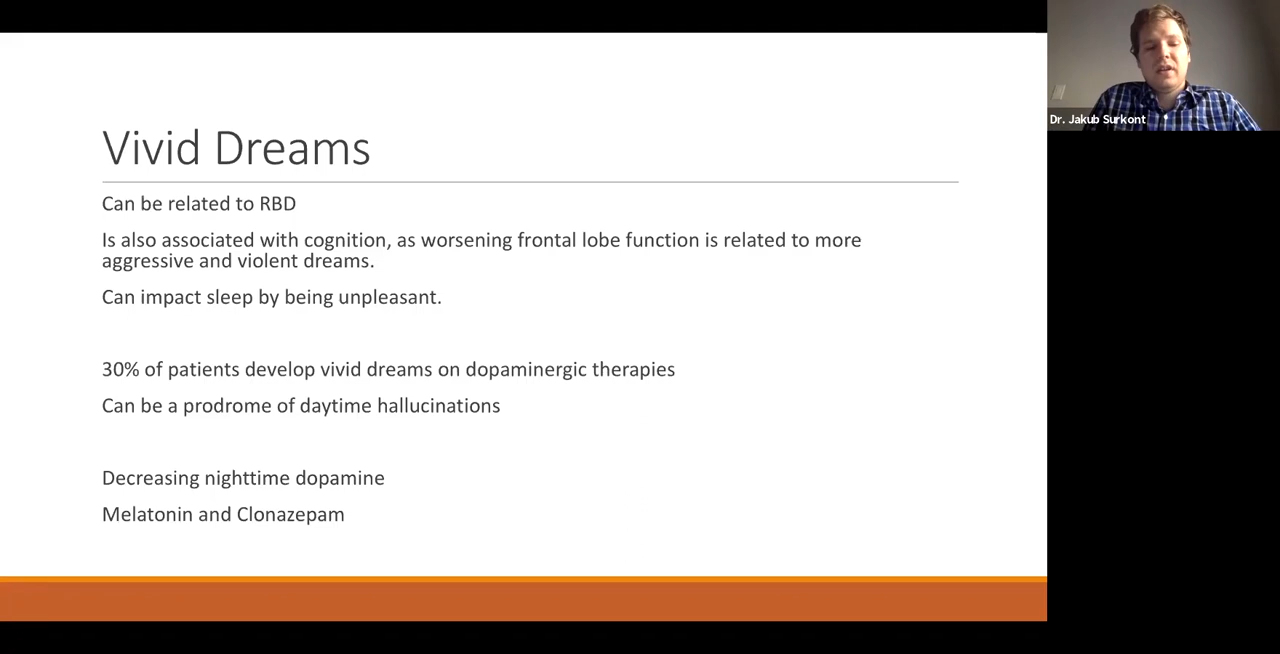 Vivid Dreams
Can be related to RBD
Is also associated with cognition, as worsening frontal lobe function is related to more
aggressive and violent dreams.
Can impact sleep by being unpleasant.
30% of patients develop vivid dreams on dopaminergic therapies
Can be a prodrome of daytime hallucinations
Decreasing nighttime dopamine
Melatonin and Clonazepam
Dr. Jakub Surkont